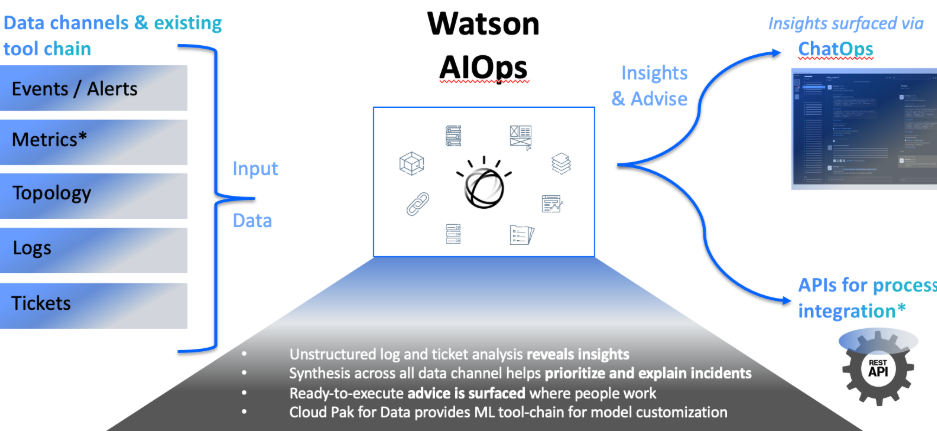 Data channels & existing
tool chain
Events / Alerts
Metrics*
Topology
Logs
Tickets
Input
Data
Watson
AIOps
Insights
& Advise
Insights surfaced via
ChatOps
APIs for process
integration*
REST
API
• Unstructured log and ticket analysis reveals insights
• Synthesis across all data channel helps prioritize and explain incidents
• Ready-to-execute advice is surfaced where people work
• Cloud Pak for Data provides ML tool-chain for model customization